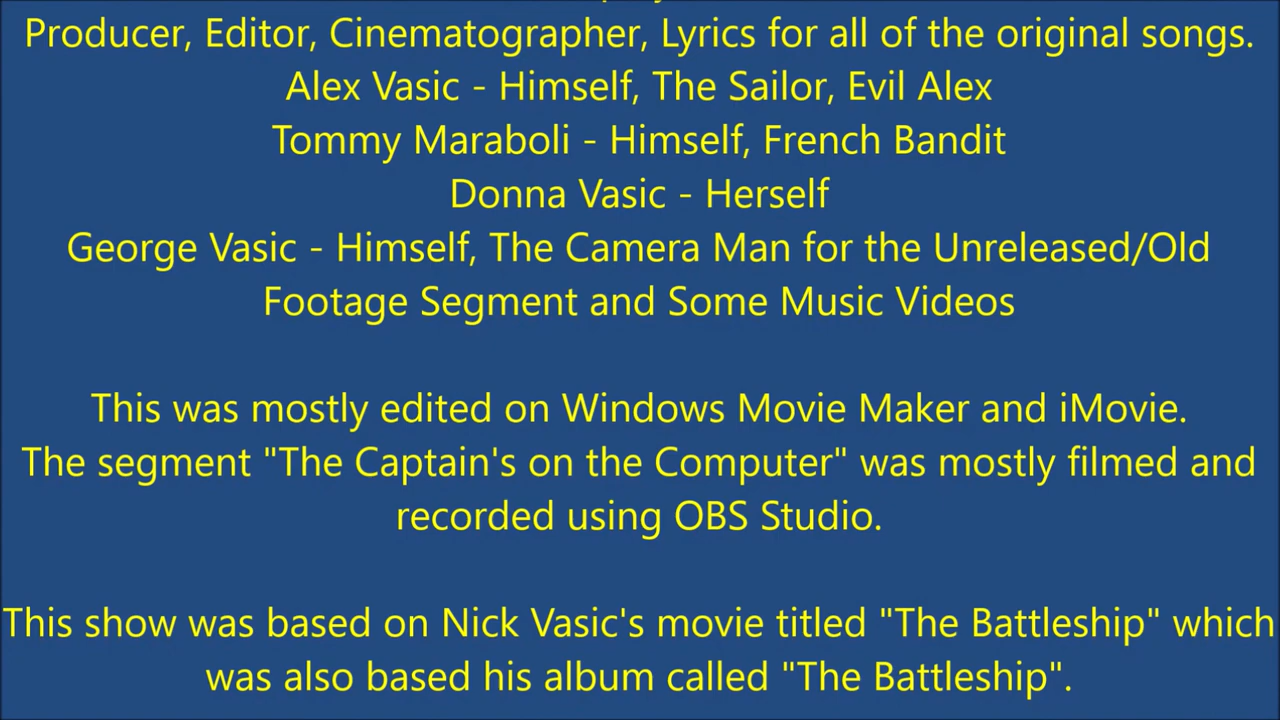 Producer, Editor, Cinematographer, Lyrics for all of the original songs.
Alex Vasic - Himself, The Sailor, Evil Alex
Tommy Maraboli - Himself, French Bandit
Donna Vasic - Herself
George Vasic - Himself, The Camera Man for the Unreleased/Old
Footage Segment and Some Music Videos
This was mostly edited on Windows Movie Maker and iMovie.
The segment "The Captain's on the Computer" was mostly filmed and
recorded using OBS Studio.
This show was based on Nick Vasic's movie titled "The Battleship" which
was also based his album called "The Battleship".